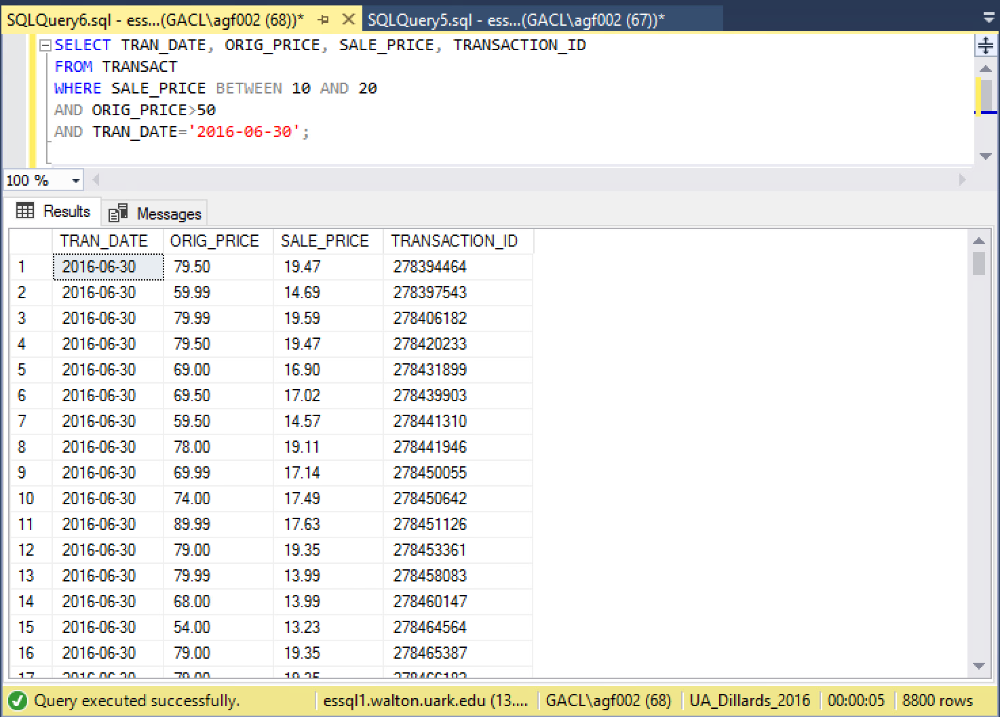 SQLQuery6.sql - ess...(GACL\agf002 (68))* SQLQuery5.sql - ess...(GACL\agf002 (67))*
SELECT TRAN_DATE, ORIG_PRICE, SALE_PRICE, TRANSACTION_ID
FROM TRANSACT
WHERE SALE_PRICE BETWEEN 10 AND 20
AND ORIG_PRICE>50
AND TRAN_DATE='2016-06-30';
100 %
Results Messages
TRAN_DATE ORIG_PRICE SALE_PRICE TRANSACTION_ID
1 2016-06-30 79.50 19.47 278394464
2 2016-06-30 59.99 14.69 278397543
3 2016-06-30 79.99 19.59 278406182
4 2016-06-30 79.50 19.47 278420233
5 2016-06-30 69.00 16.90 278431899
6 2016-06-30 69.50 17.02 278439903
7 2016-06-30 59.50 14.57 278441310
8 2016-06-30 78.00 19.11 278441946
9 2016-06-30 69.99 17.14 278450055
10 2016-06-30 74.00 17.49 278450642
11 2016-06-30 89.99 17.63 278451126
12 2016-06-30 79.00 19.35 278453361
13 2016-06-30 79.99 13.99 278458083
14 2016-06-30 68.00 13.99 278460147
15 2016-06-30 54.00 13.23 278464564
16 2016-06-30 79.00 19.35 278465387
17 2016-06-30 79.00 19.35
Query executed successfully. essql1.walton.uark.edu (13.... GACL\agf002 (68) UA_Dillards_2016 00:00:05 8800 rows